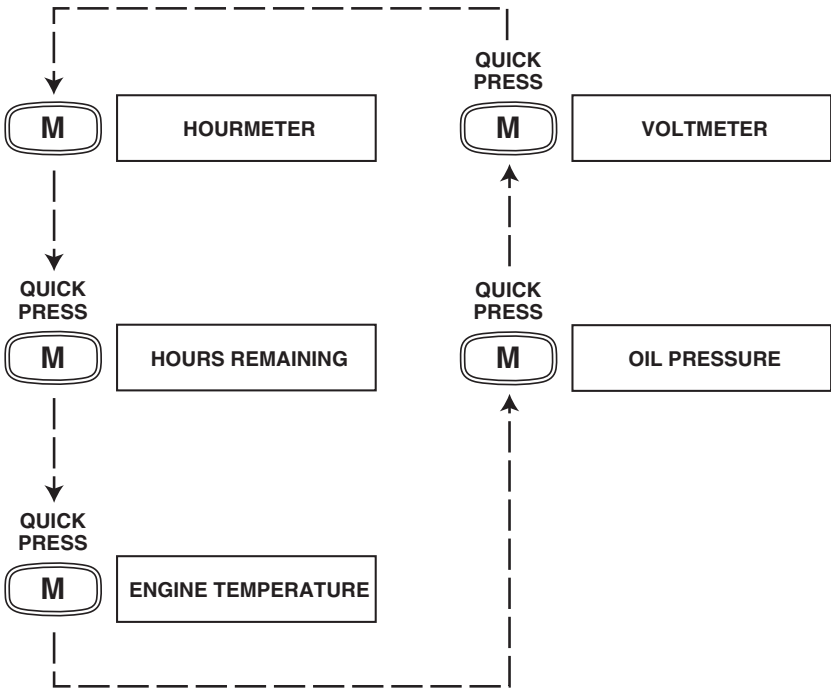 M
HOURMETER
QUICK
PRESS
M
HOURS REMAINING
QUICK
PRESS
M
ENGINE TEMPERATURE
QUICK
PRESS
M
OIL PRESSURE
QUICK
PRESS
M
VOLTMETER